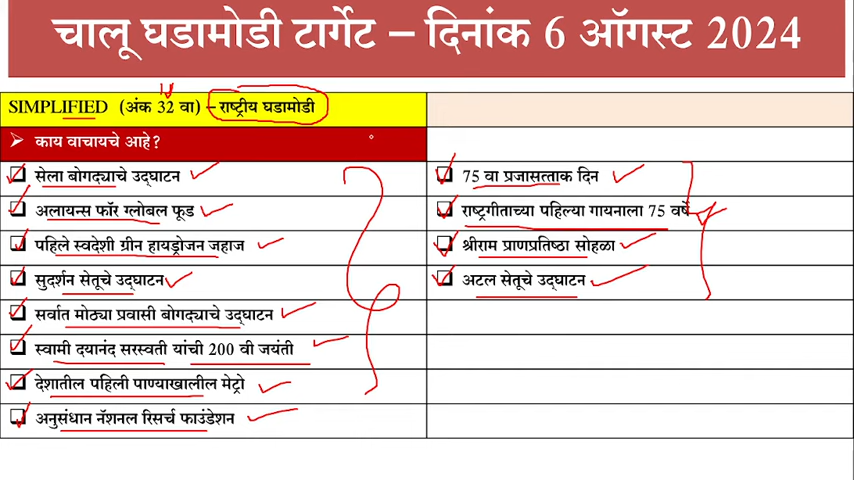 चालू घडामोडी टार्गेट – दिनांक 6 ऑगस्ट 2024
SIMPLIFIED (अंक 32 वा) – राष्ट्रीय घडामोडी
➢ काय वाचायचे आहे?
सेला बोगद्याचे उद्‌घाटन
अलायन्स फॉर ग्लोबल फूड
पहिले स्वदेशी ग्रीन हायड्रोजन जहाज
सुदर्शन सेतूचे उद्‌घाटन
सर्वात मोठ्या प्रवासी बोगद्याचे उद्‌घाटन
स्वामी दयानंद सरस्वती यांची 200 वी जयंती
देशातील पहिली पाण्याखालील मेट्रो
अनुसंधान नॅशनल रिसर्च फाउंडेशन
75 वा प्रजासत्ताक दिन
राष्ट्रगीताच्या पहिल्या गायनाला 75 वर्षे
श्रीराम प्राणप्रतिष्ठा सोहळा
अटल सेतूचे उद्‌घाटन